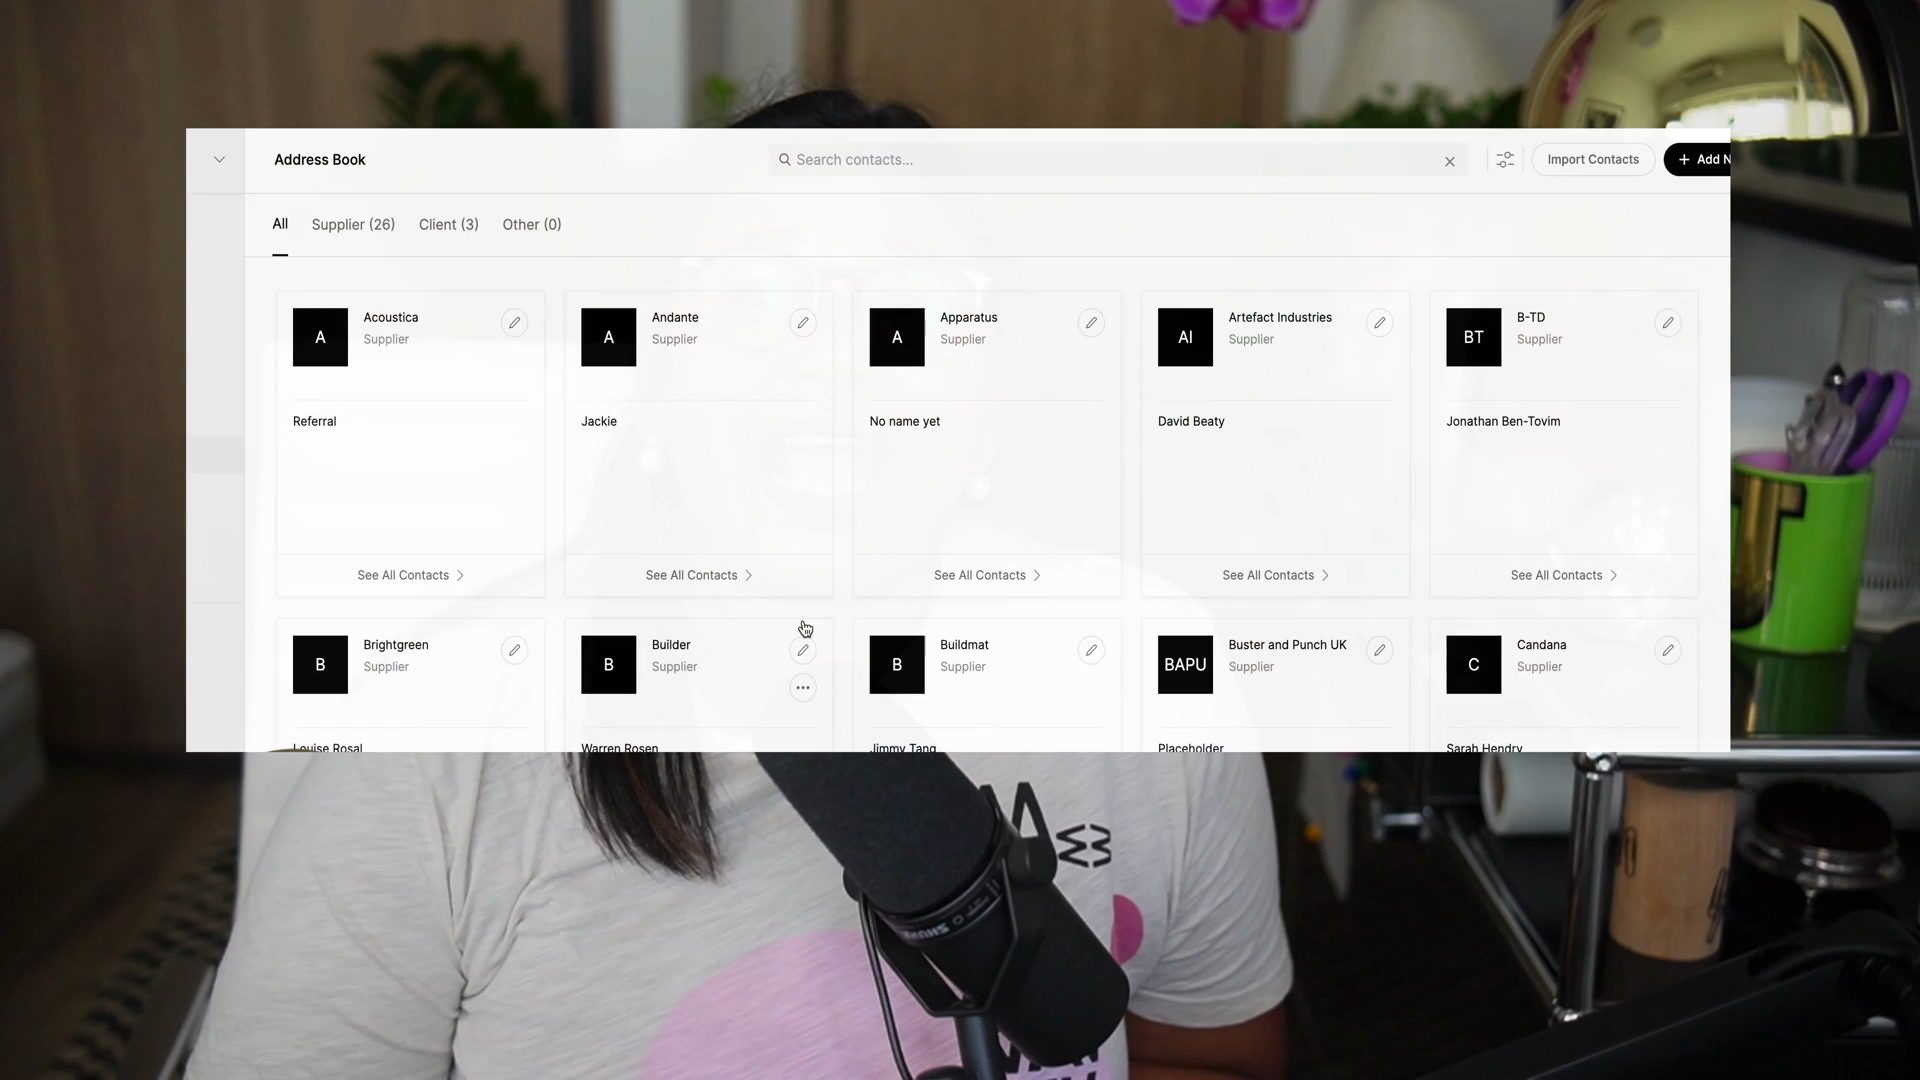 Address Book
Search contacts...
Import Contacts
+ Add N
All
Supplier (26)
Client (3)
Other (0)
A
Acoustica
Supplier
Referral
See All Contacts
A
Andante
Supplier
Jackie
See All Contacts
A
Apparatus
Supplier
No name yet
See All Contacts
AI
Artefact Industries
Supplier
David Beaty
See All Contacts
BT
B-TD
Supplier
Jonathan Ben-Tovim
See All Contacts
B
Brightgreen
Supplier
Louise Rosal
B
Builder
Supplier
Warren Rosen
B
Buildmat
Supplier
Jimmy Tang
BAPU
Buster and Punch UK
Supplier
Placeholder
C
Candana
Supplier
Sarah Hendry
SHURE